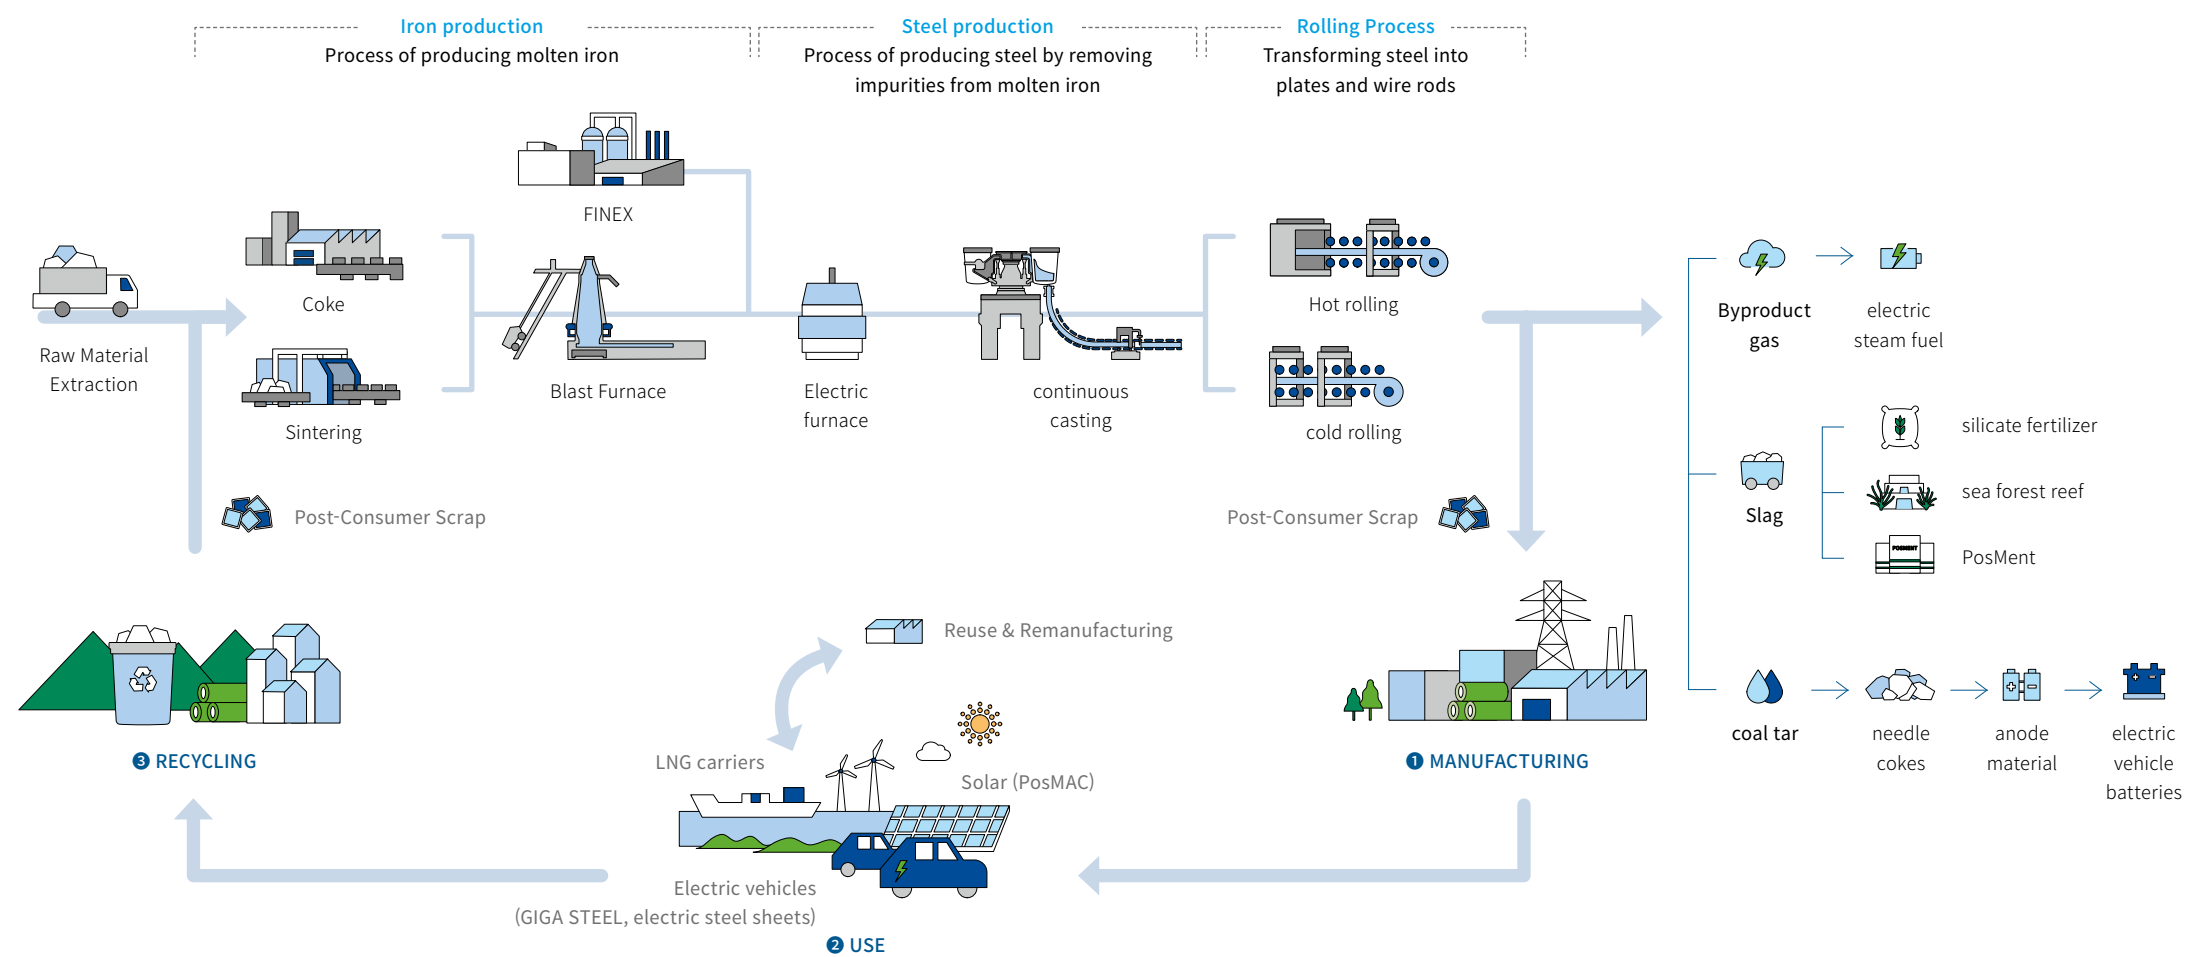 Iron production
Process of producing molten iron
Steel production
Process of producing steel by removing
impurities from molten iron
Rolling Process
Transforming steel into
plates and wire rods
FINEX
Raw Material
Extraction
Coke
Sintering
Blast Furnace
Electric
furnace
continuous
casting
Hot rolling
cold rolling
Byproduct
gas
electric
steam fuel
Slag
silicate fertilizer
sea forest reef
POSMENT
PosMent
coal tar
needle
cokes
anode
material
electric
vehicle
batteries
Post-Consumer Scrap
Post-Consumer Scrap
1 MANUFACTURING
Reuse & Remanufacturing
LNG carriers
Solar (PosMAC)
Electric vehicles
(GIGA STEEL, electric steel sheets)
2 USE
3 RECYCLING